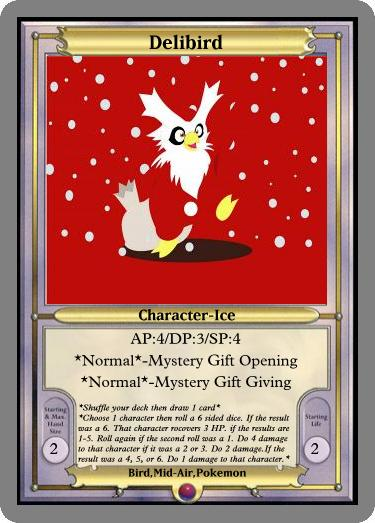 Delibird
Character-Ice
AP:4/DP:3/SP:4
*Normal*-Mystery Gift Opening
*Normal*-Mystery Gift Giving
*Shuffle your deck then draw 1 card*
*Choose 1 character then roll a 6 sided dice. If the result
was a 6. That character recovers 3 HP. if the results are
1-5. Roll again if the second roll was a 1. Do 4 damage
to that character if it was a 2 or 3. Do 2 damage.If the
result was a 4, 5, or 6. Do 1 damage to that character.*
Starting
& Max.
Hand
Size
2
Starting
Life
2
Bird,Mid-Air,Pokemon